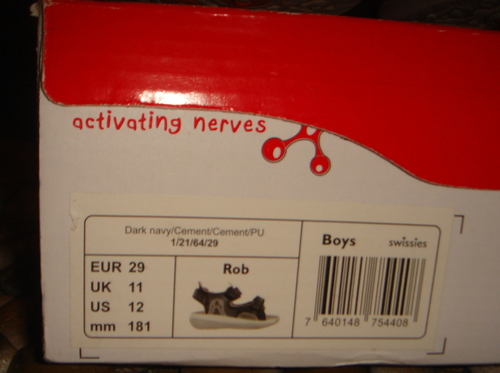 activating nerves
Dark navy/Cement/Cement/PU
1/21/64/29
Boys swissies
EUR 29
UK 11
US 12
mm 181
Rob
7 640148 754408